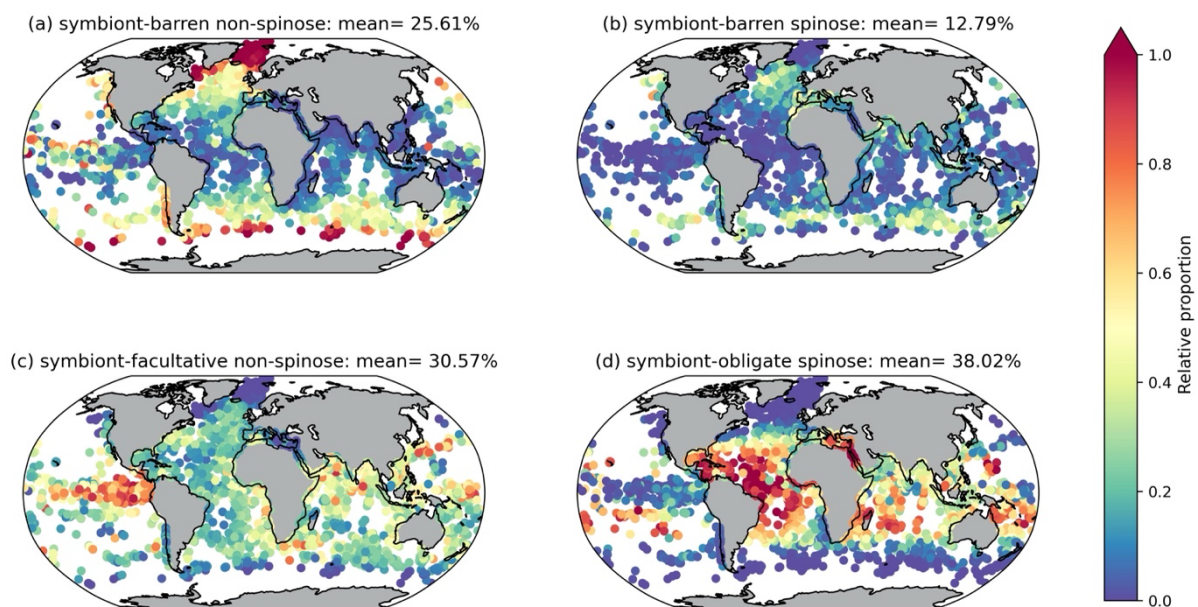 (a) symbiont-barren non-spinose: mean= 25.61%
(b) symbiont-barren spinose: mean= 12.79%
(c) symbiont-facultative non-spinose: mean= 30.57%
(d) symbiont-obligate spinose: mean= 38.02%
1.0
0.8
0.6
0.4
0.2
0.0
Relative proportion